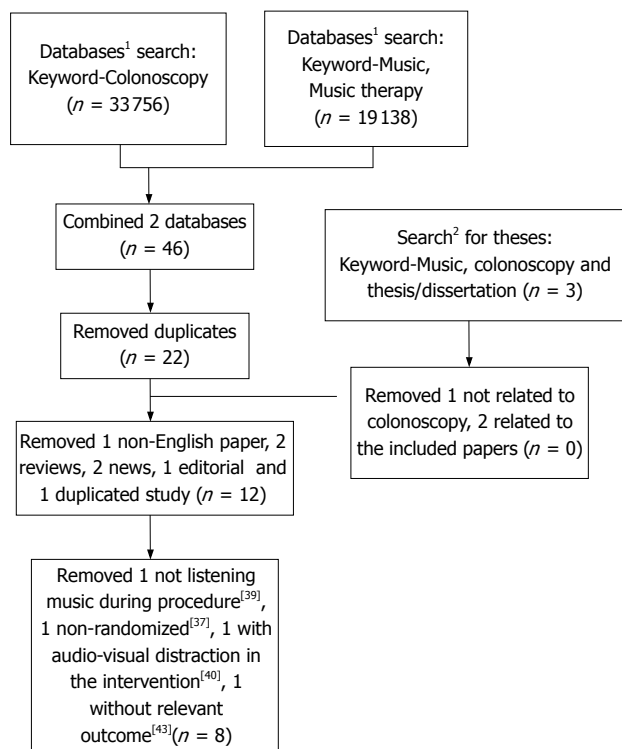 Databases¹ search:
Keyword-Colonoscopy
(n = 33 756)
Databases¹ search:
Keyword-Music,
Music therapy
(n = 19 138)
Combined 2 databases
(n = 46)
Search² for theses:
Keyword-Music, colonoscopy and
thesis/dissertation (n = 3)
Removed duplicates
(n = 22)
Removed 1 not related to
colonoscopy, 2 related to
the included papers (n = 0)
Removed 1 non-English paper, 2
reviews, 2 news, 1 editorial and
1 duplicated study (n = 12)
Removed 1 not listening
music during procedure[39],
1 non-randomized[37], 1 with
audio-visual distraction in
the intervention[40], 1
without relevant
outcome[43](n = 8)